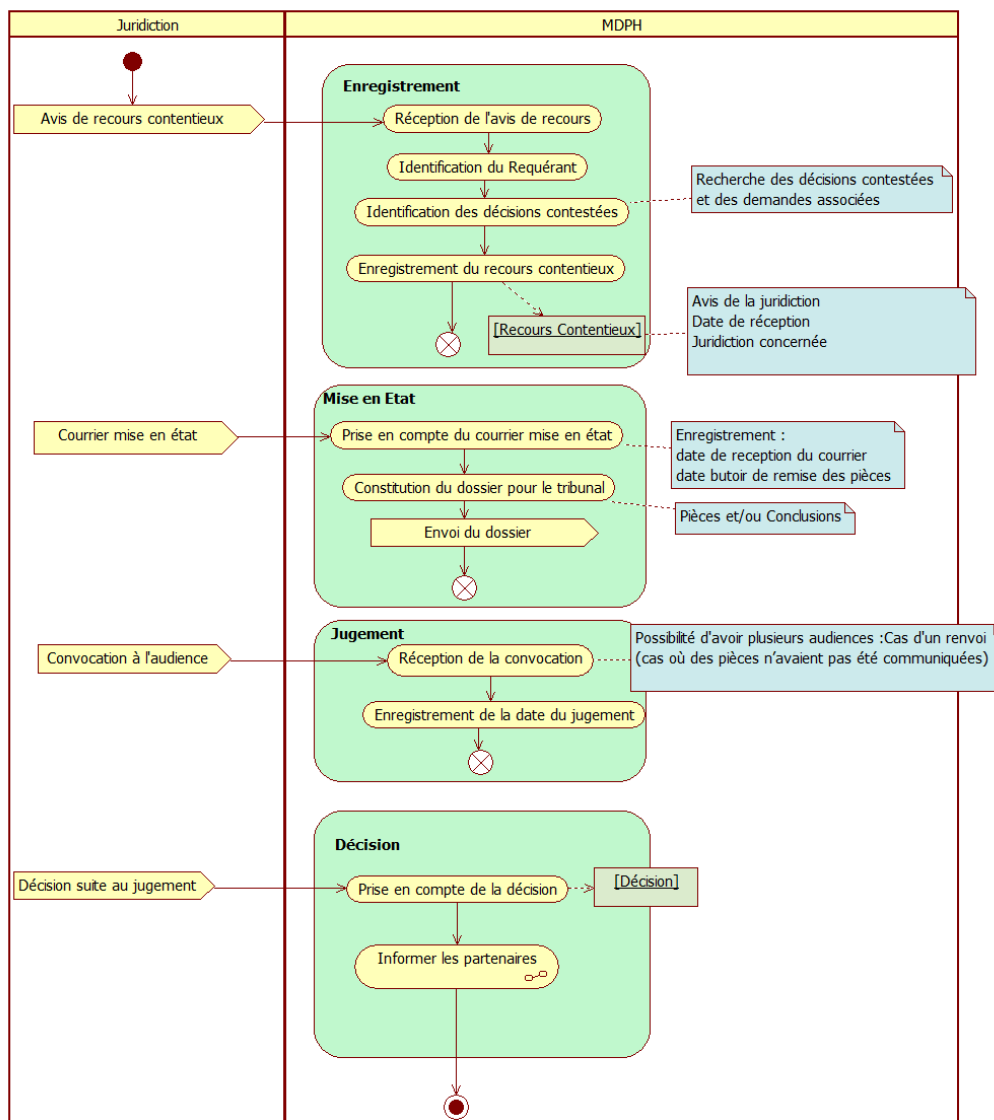 Juridiction
MDPH
Enregistrement
Avis de recours contentieux
Réception de l'avis de recours
Identification du Requérant
Recherche des décisions contestées
et des demandes associées
Identification des décisions contestées
Enregistrement du recours contentieux
[Recours Contentieux]
Avis de la juridiction
Date de réception
Juridiction concernée
Mise en Etat
Courrier mise en état
Prise en compte du courrier mise en état
Enregistrement :
date de reception du courrier
date butoir de remise des pièces
Constitution du dossier pour le tribunal
Pièces et/ou Conclusions
Envoi du dossier
Jugement
Convocation à l'audience
Réception de la convocation
Possibilité d'avoir plusieurs audiences :Cas d'un renvoi
(cas où des pièces n’avaient pas été communiquées)
Enregistrement de la date du jugement
Décision
Décision suite au jugement
Prise en compte de la décision
[Décision]
Informer les partenaires